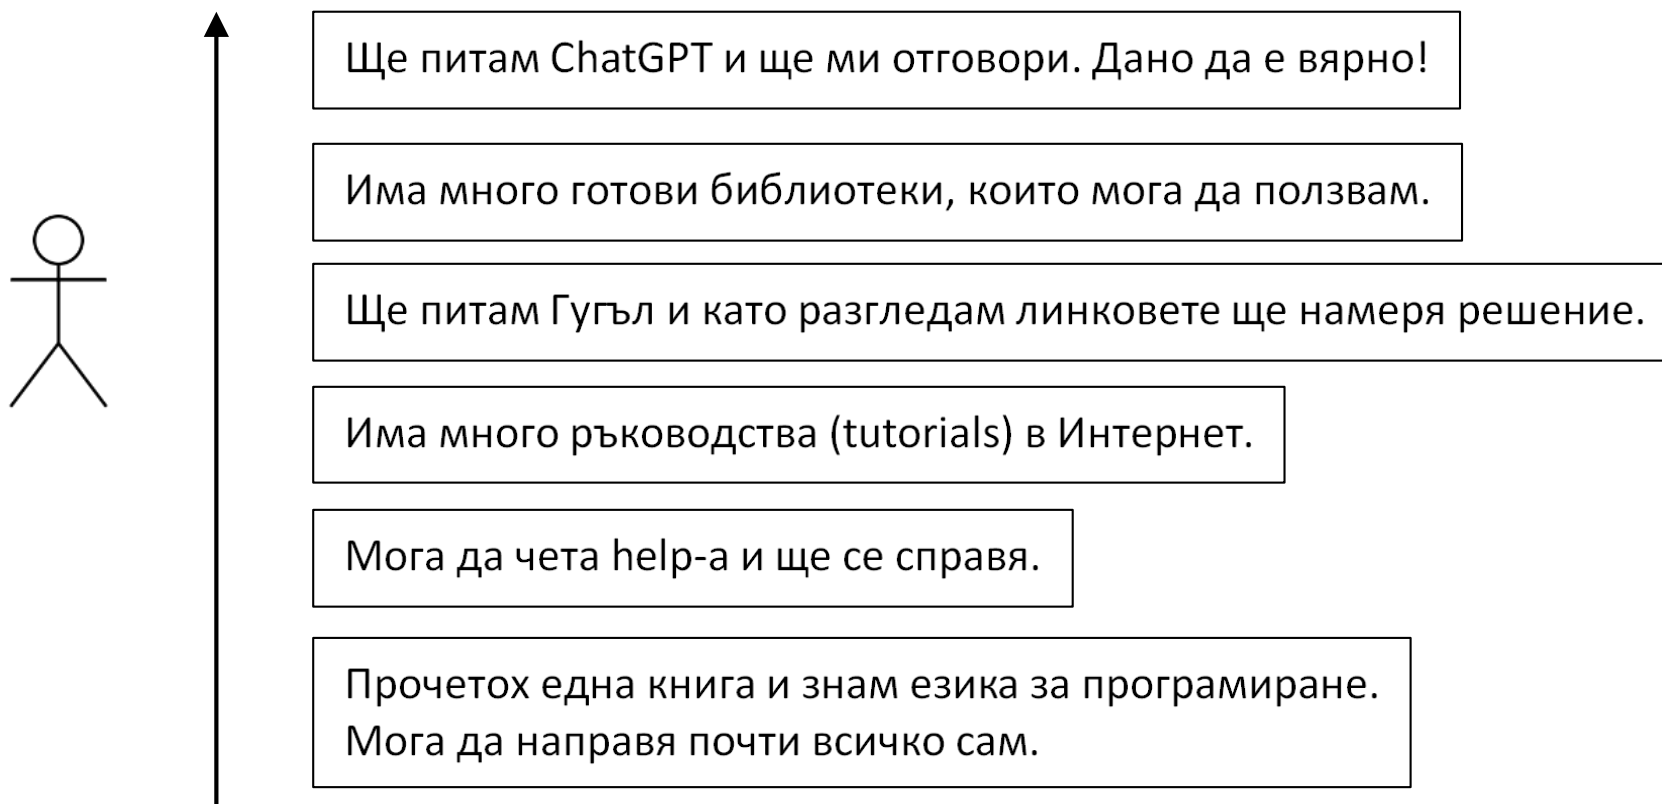 Ще питам ChatGPT и ще ми отговори. Дано да е вярно!
Има много готови библиотеки, които мога да ползвам.
Ще питам Гугъл и като разгледам линковете ще намеря решение.
Има много ръководства (tutorials) в Интернет.
Мога да чета help-а и ще се справя.
Прочетох една книга и знам езика за програмиране.
Мога да направя почти всичко сам.